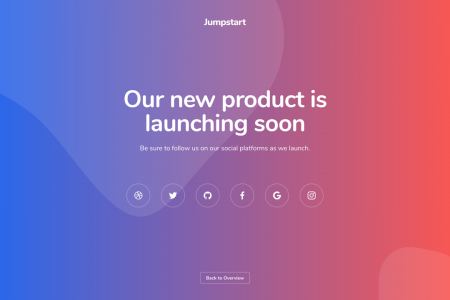 Jumpstart
Our new product is
launching soon
Be sure to follow us on our social platforms as we launch.
Back to Overview